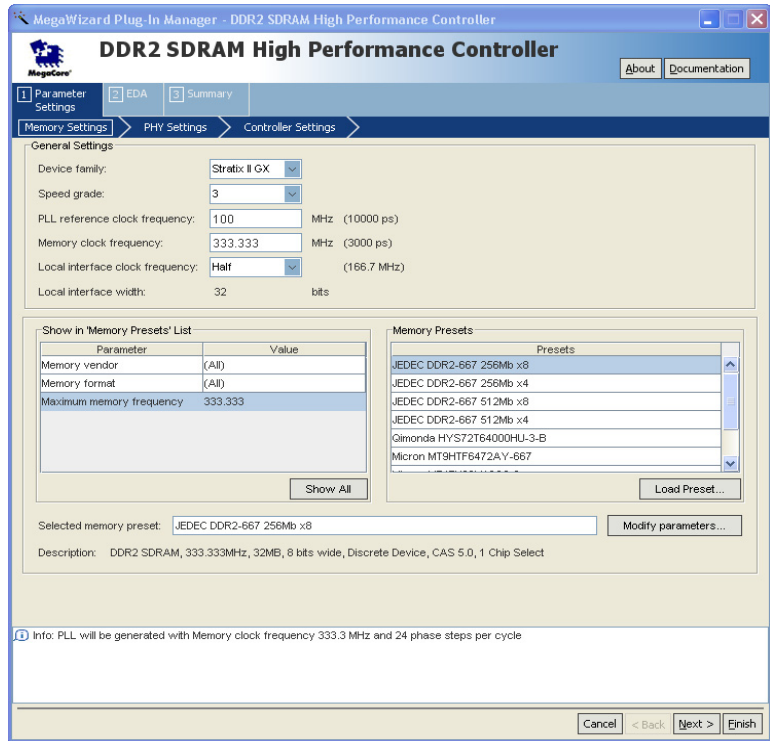 MegaWizard Plug-In Manager - DDR2 SDRAM High Performance Controller
DDR2 SDRAM High Performance Controller
MegaCore®
About Documentation
1 Parameter Settings 2 EDA 3 Summary
Memory Settings PHY Settings Controller Settings
General Settings
Device family: Stratix II GX
Speed grade: 3
PLL reference clock frequency: 100 MHz (10000 ps)
Memory clock frequency: 333.333 MHz (3000 ps)
Local interface clock frequency: Half (166.7 MHz)
Local interface width: 32 bits
Show in 'Memory Presets' List
Parameter Value
Memory vendor (All)
Memory format (All)
Maximum memory frequency 333.333
Show All
Memory Presets
Presets
JEDEC DDR2-667 256Mb x8
JEDEC DDR2-667 256Mb x4
JEDEC DDR2-667 512Mb x8
JEDEC DDR2-667 512Mb x4
Qimonda HYS72T64000HU-3-B
Micron MT9HTF6472AY-667
Load Preset...
Selected memory preset: JEDEC DDR2-667 256Mb x8 Modify parameters...
Description: DDR2 SDRAM, 333.333MHz, 32MB, 8 bits wide, Discrete Device, CAS 5.0, 1 Chip Select
Info: PLL will be generated with Memory clock frequency 333.3 MHz and 24 phase steps per cycle
Cancel < Back Next > Finish